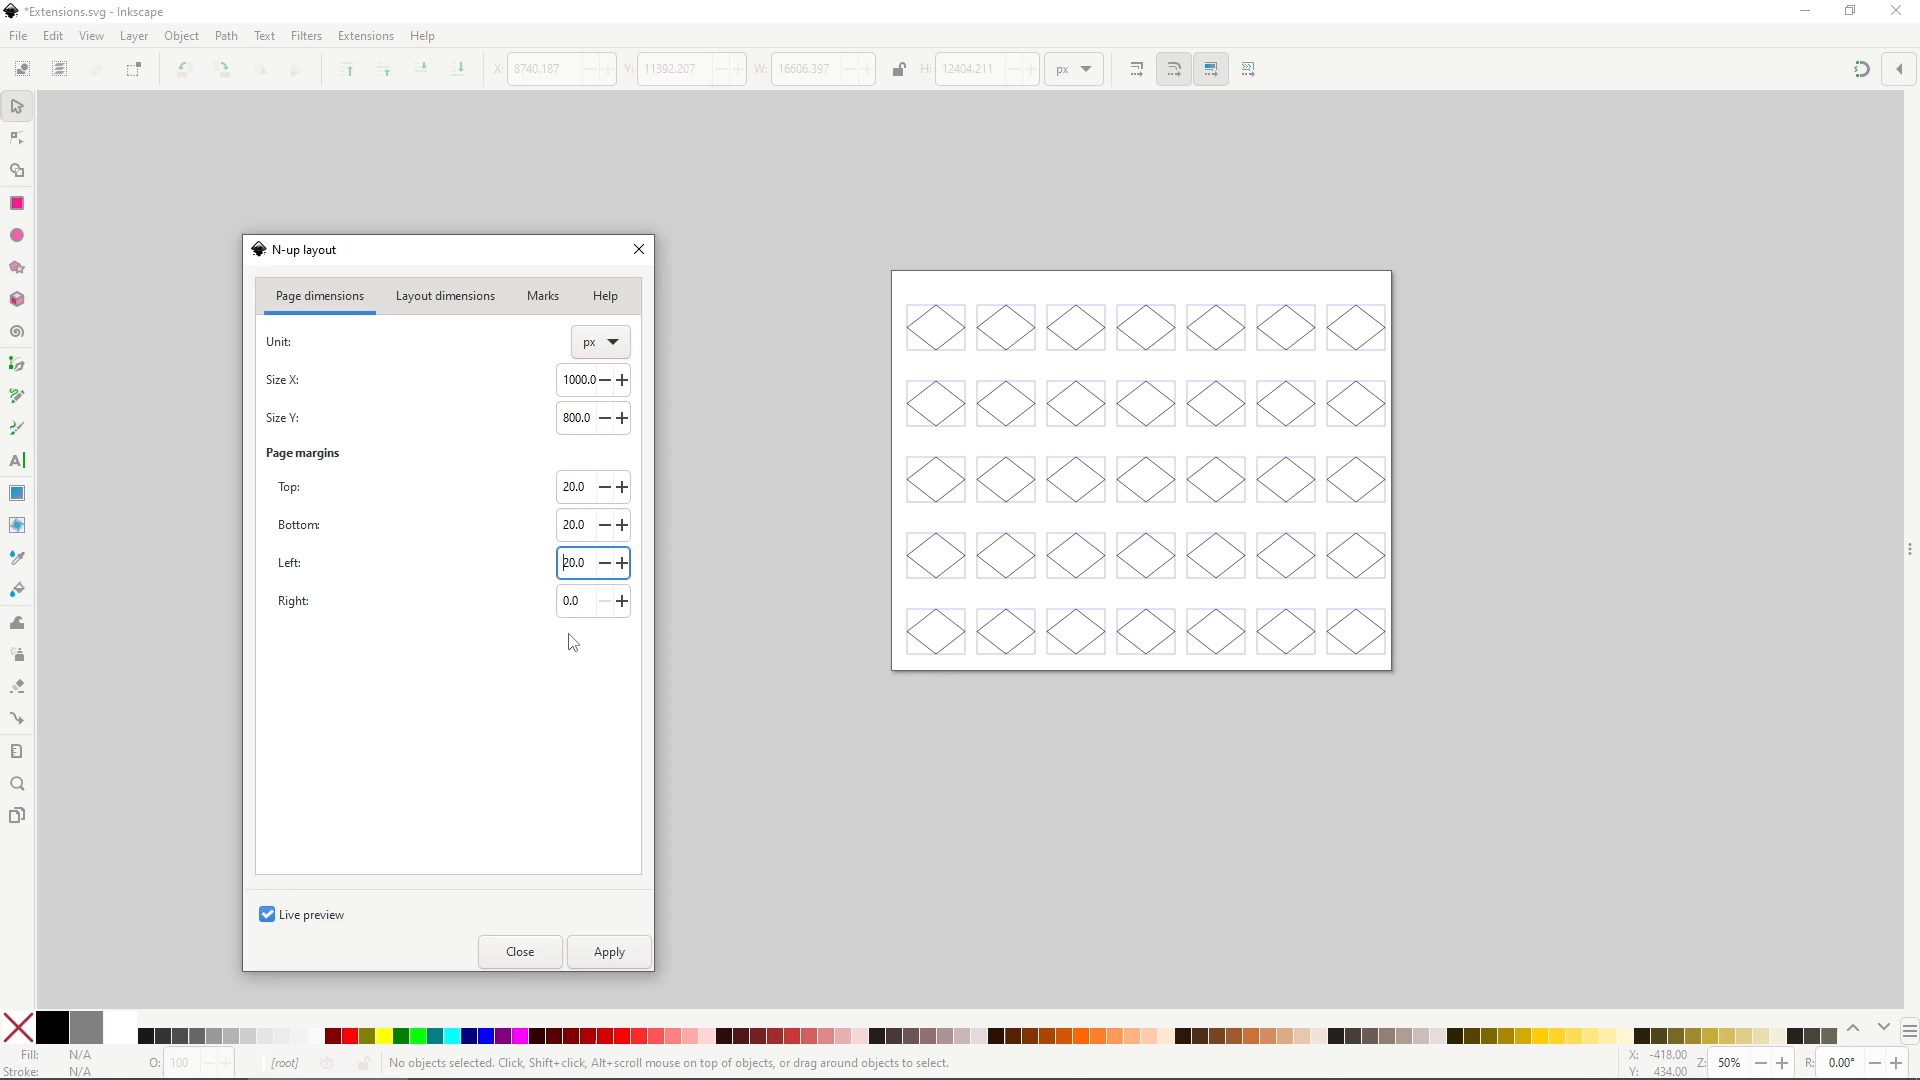 *Extensions.svg - Inkscape
File Edit View Layer Object Path Text Filters Extensions Help
X: 8740.187 Y: 11392.207 W: 16606.397 H: 12404.211 px
N-up layout
Page dimensions Layout dimensions Marks Help
Unit: px
Size X: 1000.0
Size Y: 800.0
Page margins
Top: 20.0
Bottom: 20.0
Left: 20.0
Right: 0.0
Live preview
Close Apply
Fill: N/A
Stroke: N/A
O: 100
[root]
No objects selected. Click, Shift+click, Alt+scroll mouse on top of objects, or drag around objects to select.
X: -418.00
Y: 434.00
Z: 50%
R: 0.00°